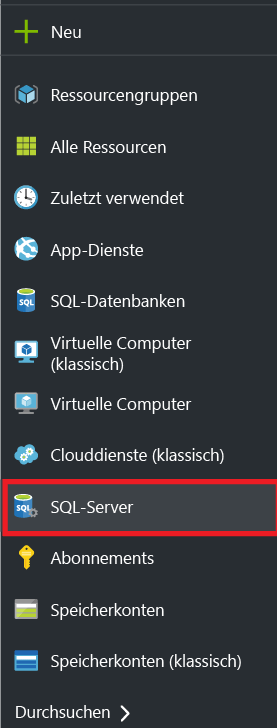 Neu
Ressourcengruppen
Alle Ressourcen
Zuletzt verwendet
App-Dienste
SQL
SQL-Datenbanken
Virtuelle Computer
(klassisch)
Virtuelle Computer
Clouddienste (klassisch)
SQL
SQL-Server
Abonnements
Speicherkonten
Speicherkonten (klassisch)
Durchsuchen